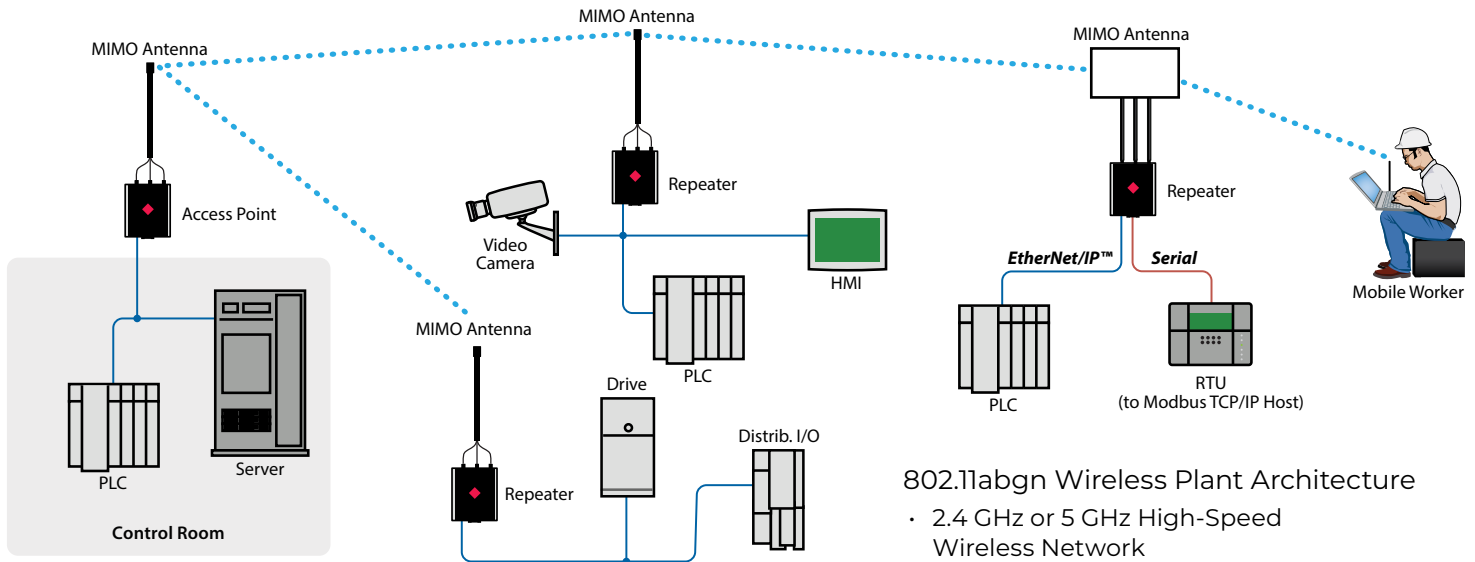 MIMO Antenna
MIMO Antenna
MIMO Antenna
Access Point
Repeater
Repeater
Video
Camera
HMI
EtherNet/IP™
Serial
Mobile Worker
MIMO Antenna
PLC
Server
Control Room
PLC
Drive
Distrib. I/O
Repeater
PLC
RTU
(to Modbus TCP/IP Host)
802.11abgn Wireless Plant Architecture
· 2.4 GHz or 5 GHz High-Speed
Wireless Network